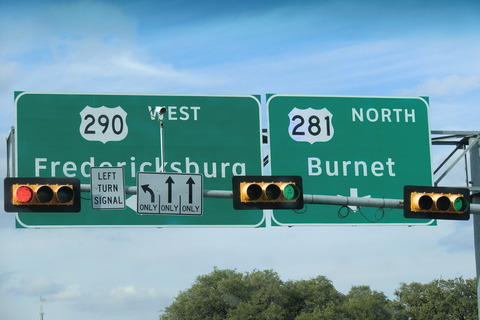 290
WEST
Fredericksburg
281
NORTH
Burnet
LEFT
TURN
SIGNAL
ONLY ONLY ONLY